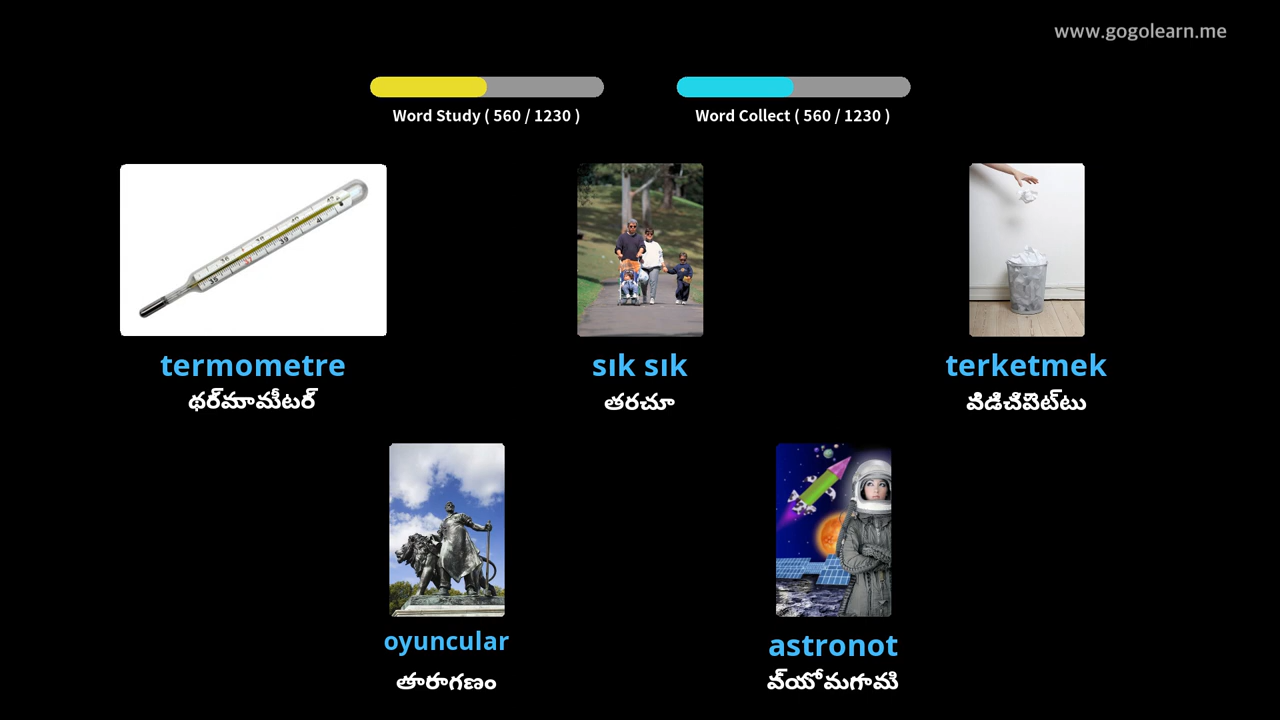 www.gogolearn.me
Word Study ( 560 / 1230 )
Word Collect ( 560 / 1230 )
termometre
థర్మామీటర్
sık sık
తరచూ
terketmek
విడిచిపెట్టు
oyuncular
తారాగణం
astronot
వ్యోమగామి